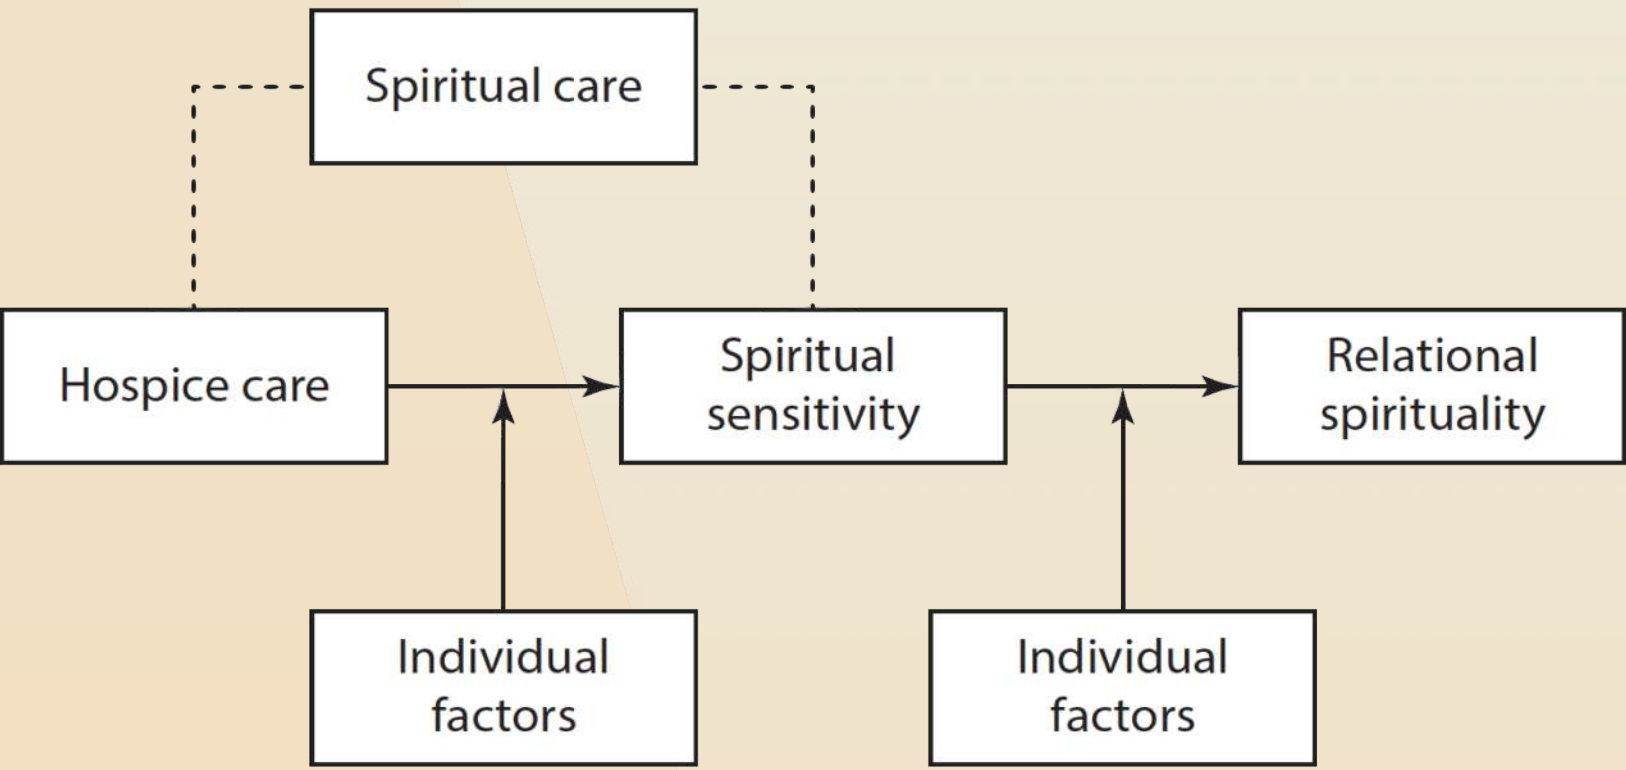 Spiritual care
Hospice care
Spiritual
sensitivity
Relational
spirituality
Individual
factors
Individual
factors